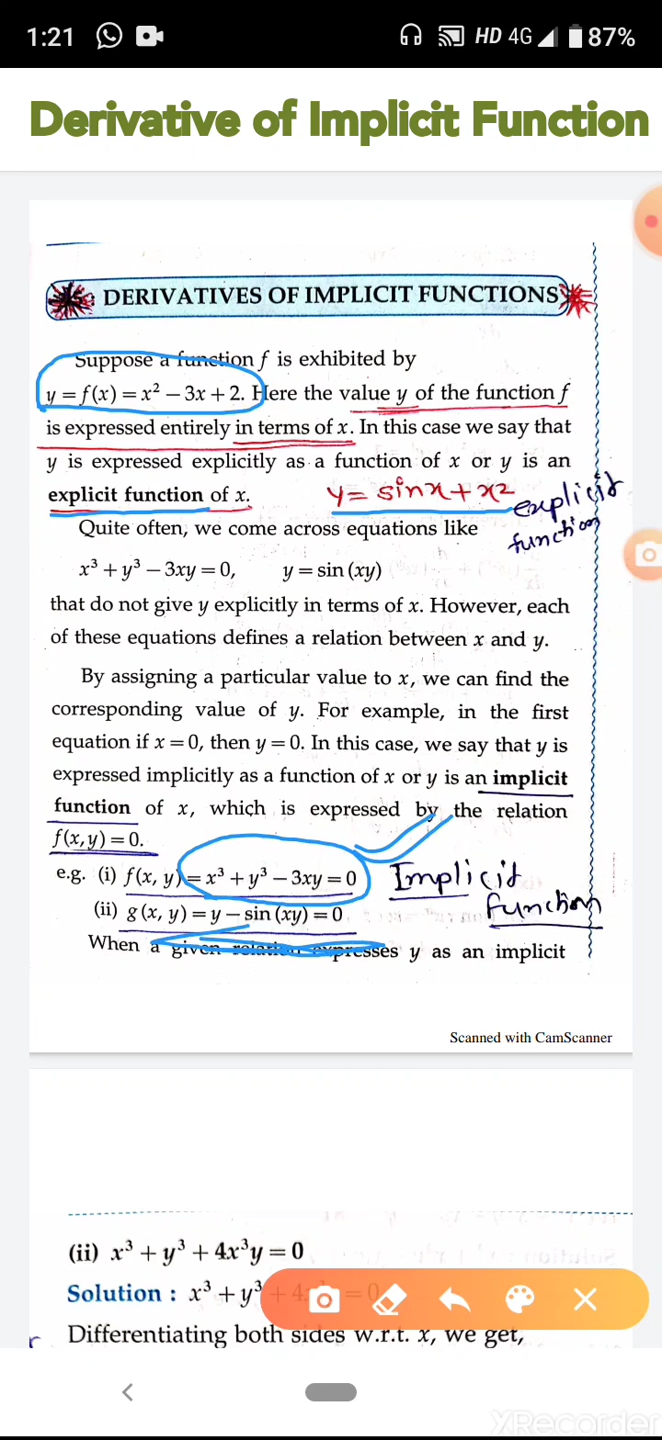 1:21 HD 4G 87%
Derivative of Implicit Function
DERIVATIVES OF IMPLICIT FUNCTIONS
Suppose a function f is exhibited by
y = f(x) = x² – 3x + 2. Here the value y of the function f
is expressed entirely in terms of x. In this case we say that
y is expressed explicitly as a function of x or y is an
explicit function of x. y = sinx + x2 explicit
function
Quite often, we come across equations like
x³ + y³ – 3xy = 0, y = sin (xy)
that do not give y explicitly in terms of x. However, each
of these equations defines a relation between x and y.
By assigning a particular value to x, we can find the
corresponding value of y. For example, in the first
equation if x = 0, then y = 0. In this case, we say that y is
expressed implicitly as a function of x or y is an implicit
function of x, which is expressed by the relation
f(x,y) = 0.
e.g. (i) f(x, y) = x³ + y³ – 3xy = 0 Implicit
function
(ii) g (x, y) = y – sin (xy) = 0
When a given relation expresses y as an implicit
Scanned with CamScanner
(ii) x³ + y³ + 4x³y = 0
Solution : x³ + y³ + 4 = 0
Differentiating both sides w.r.t. x, we get,
XRecorder